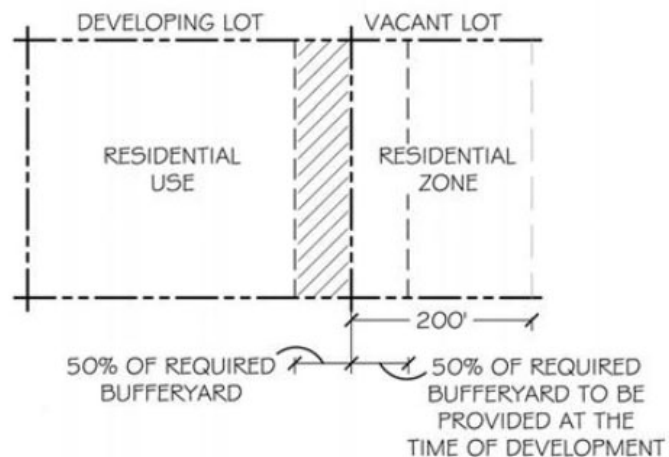 DEVELOPING LOT
VACANT LOT
RESIDENTIAL
USE
RESIDENTIAL
ZONE
200'
50% OF REQUIRED
BUFFERYARD
50% OF REQUIRED
BUFFERYARD TO BE
PROVIDED AT THE
TIME OF DEVELOPMENT